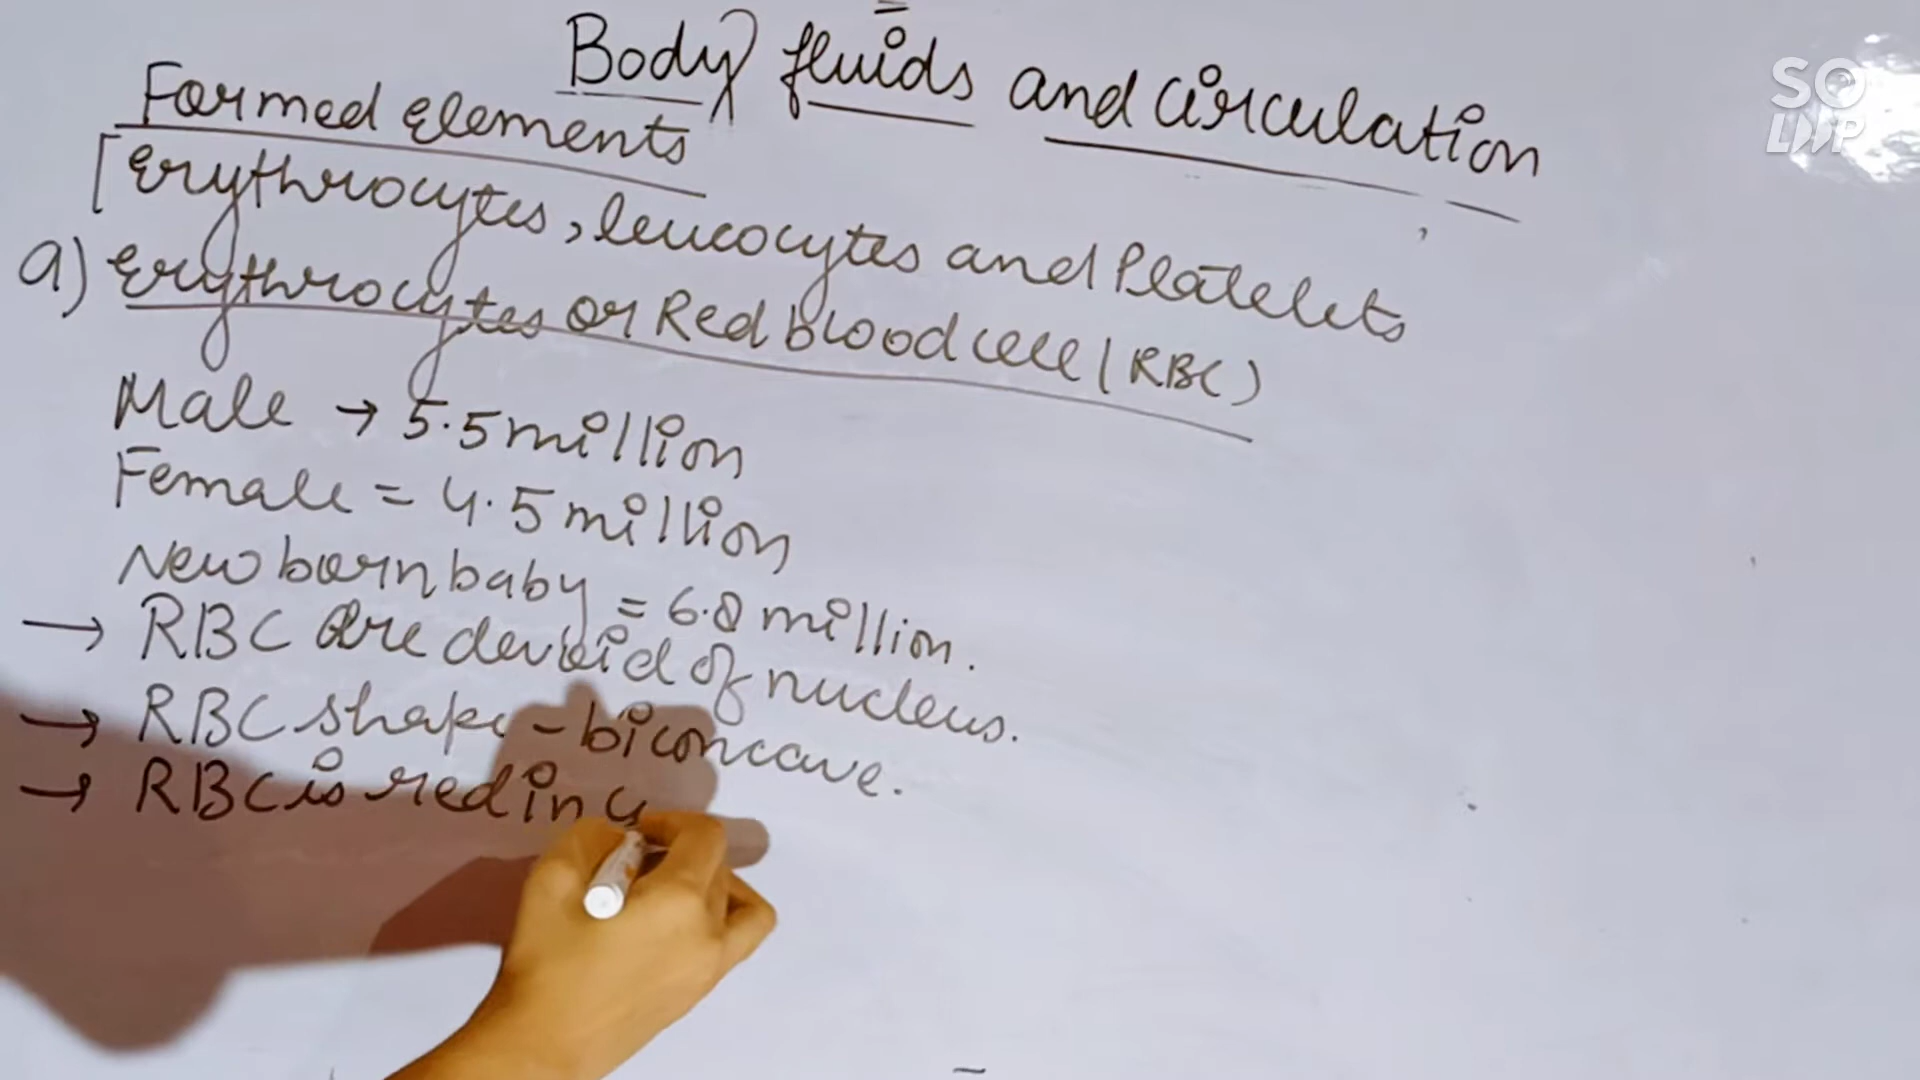 Body fluids and circulation
Formed elements
Erythrocytes, leucocytes and Platelets
a) Erythrocytes or Red blood cell (RBC)
Male → 5.5 million
Female = 4.5 million
New born baby = 6.8 million.
→ RBC are devoid of nucleus.
→ RBC shape - biconcave.
→ RBC is red in
SO
LMP